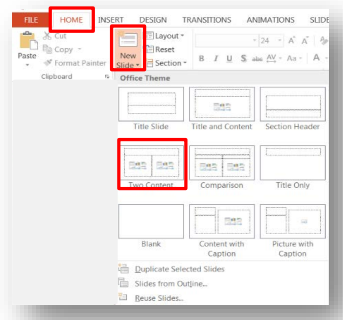 FILE HOME INSERT DESIGN TRANSITIONS ANIMATIONS SLIDE
Cut
Copy
Format Painter
Paste
Clipboard
New
Slide
Layout
Reset
Section
24 A A
B I U S abc AV Aa A
Office Theme
Title Slide Title and Content Section Header
Two Content Comparison Title Only
Blank Content with Caption Picture with Caption
Duplicate Selected Slides
Slides from Outline...
Reuse Slides...